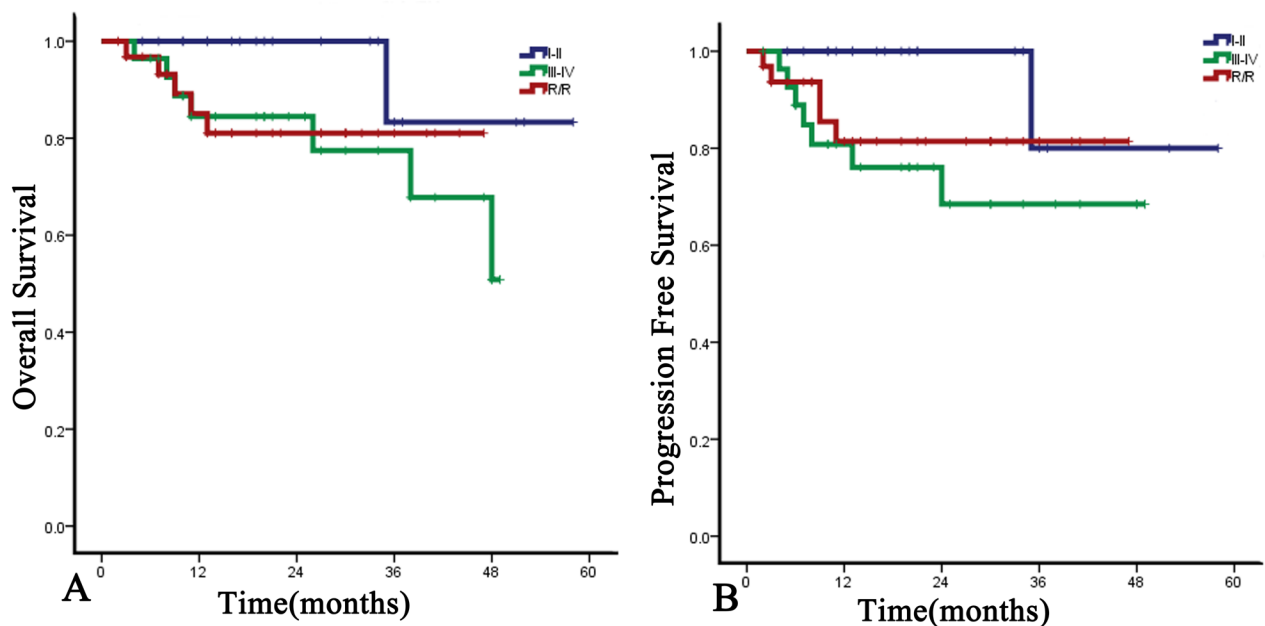 1.0
0.8
0.6
0.4
0.2
0.0
Overall Survival
I-II
III-IV
R/R
0 12 24 36 48 60
A
Time(months)
1.0
0.8
0.6
0.4
0.2
0.0
Progression Free Survival
I-II
III-IV
R/R
0 12 24 36 48 60
B
Time(months)